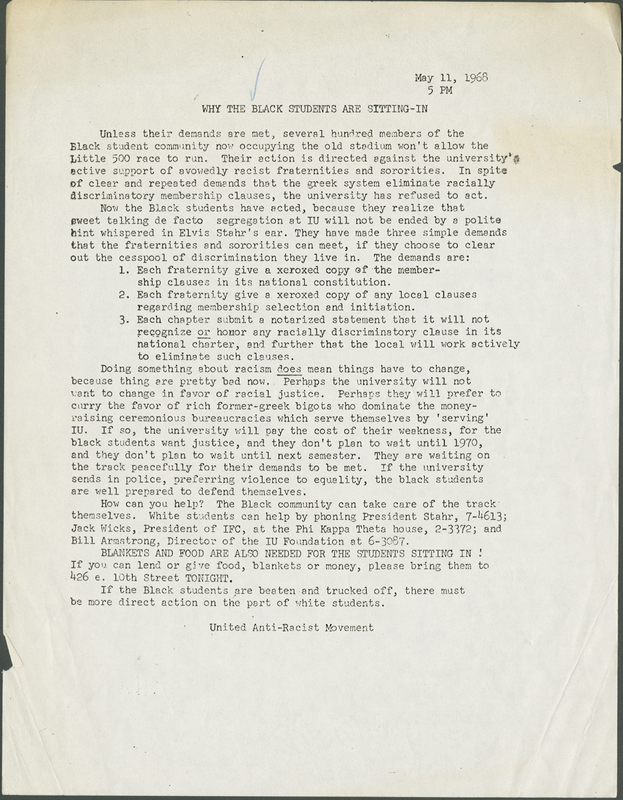 May 11, 1968
5 PM
WHY THE BLACK STUDENTS ARE SITTING-IN
Unless their demands are met, several hundred members of the
Black student community now occupying the old stadium won't allow the
Little 500 race to run. Their action is directed against the university's
active support of avowedly racist fraternities and sororities. In spite
of clear and repeated demands that the greek system eliminate racially
discriminatory membership clauses, the university has refused to act.
Now the Black students have acted, because they realize that
sweet talking de facto segregation at IU will not be ended by a polite
hint whispered in Elvis Stahr's ear. They have made three simple demands
that the fraternities and sororities can meet, if they choose to clear
out the cesspool of discrimination they live in. The demands are:
1. Each fraternity give a xeroxed copy of the member-
ship clauses in its national constitution.
2. Each fraternity give a xeroxed copy of any local clauses
regarding membership selection and initiation.
3. Each chapter submit a notarized statement that it will not
recognize or honor any racially discriminatory clause in its
national charter, and further that the local will work actively
to eliminate such clauses.
Doing something about racism does mean things have to change,
because thing are pretty bad now. Perhaps the university will not
want to change in favor of racial justice. Perhaps they will prefer to
curry the favor of rich former-greek bigots who dominate the money-
raising ceremonious bureaucracies which serve themselves by 'serving'
IU. If so, the university will pay the cost of their weakness, for the
black students want justice, and they don't plan to wait until 1970,
and they don't plan to wait until next semester. They are waiting on
the track peacefully for their demands to be met. If the university
sends in police, preferring violence to equality, the black students
are well prepared to defend themselves.
How can you help? The Black community can take care of the track
themselves. White students can help by phoning President Stahr, 7-4613;
Jack Wicks, President of IFC, at the Phi Kappa Theta house, 2-3372; and
Bill Armstrong, Director of the IU Foundation at 6-3087.
BLANKETS AND FOOD ARE ALSO NEEDED FOR THE STUDENTS SITTING IN !
If you can lend or give food, blankets or money, please bring them to
426 e. 10th Street TONIGHT.
If the Black students are beaten and trucked off, there must
be more direct action on the part of white students.
United Anti-Racist Movement